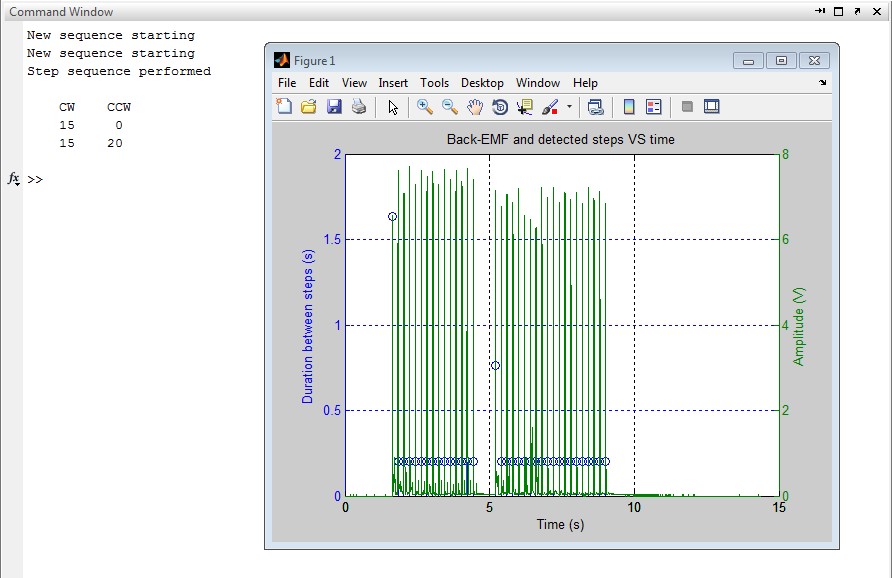 Command Window
New sequence starting
New sequence starting
Step sequence performed
CW CCW
15 0
15 20
fx >>
Figure 1
File Edit View Insert Tools Desktop Window Help
Back-EMF and detected steps VS time
2
1.5
1
0.5
0
Duration between steps (s)
8
6
4
2
0
Amplitude (V)
0 5 10 15
Time (s)